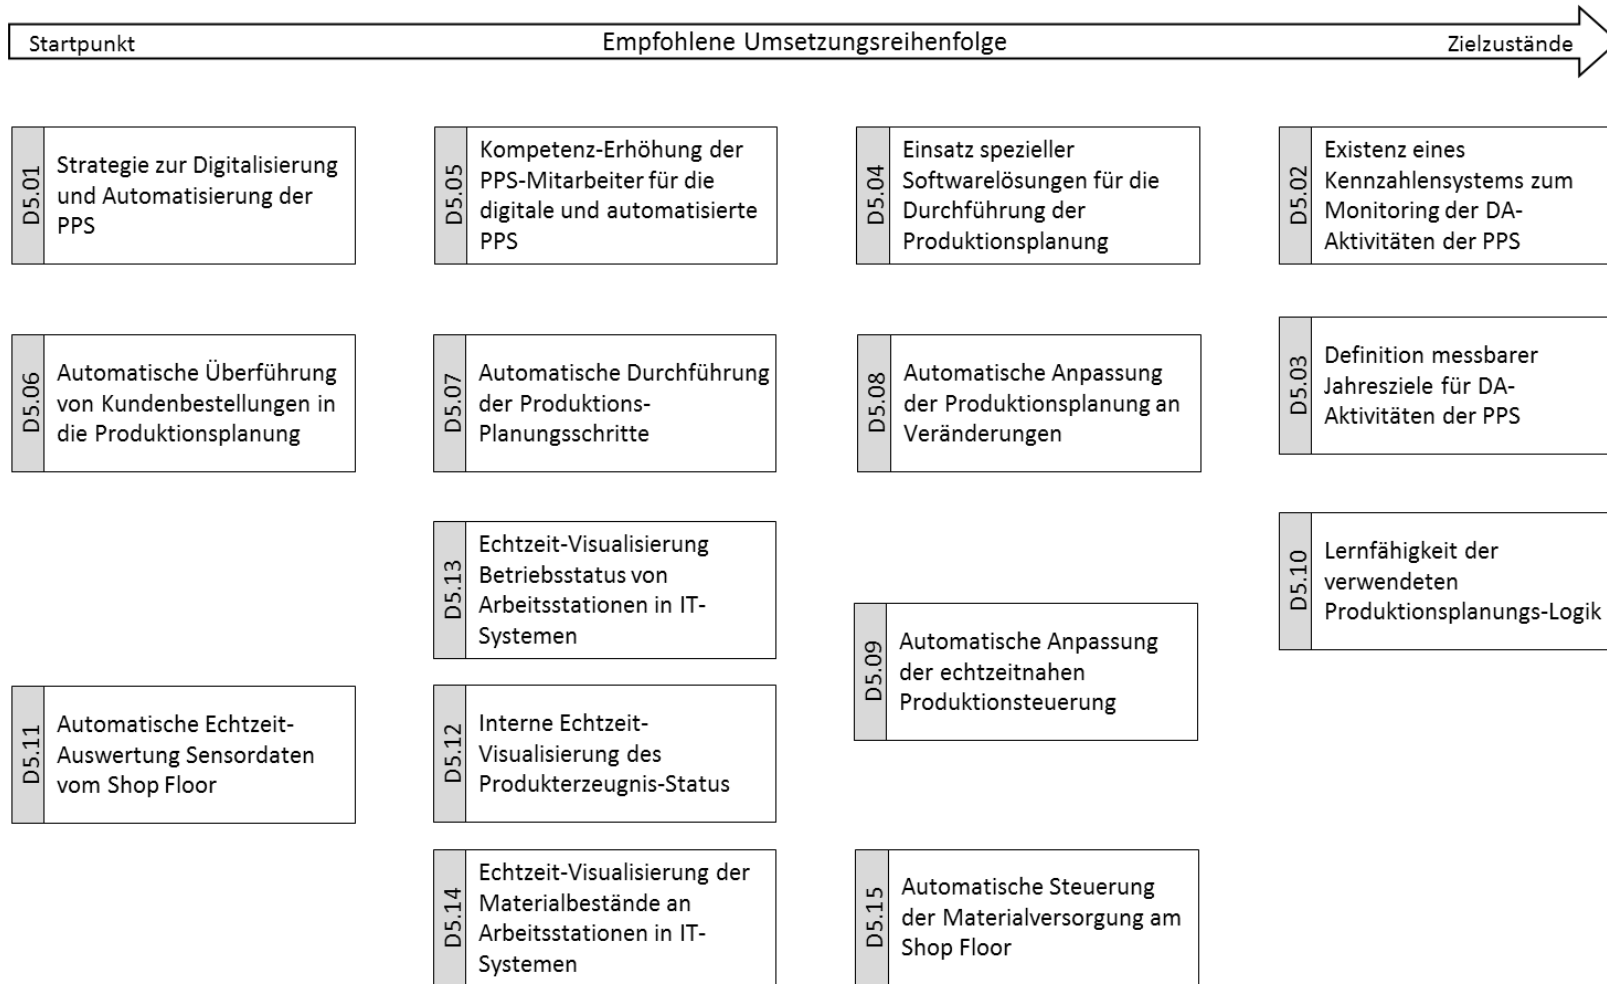 Startpunkt
Empfohlene Umsetzungsreihenfolge
Zielzustände
D5.01
Strategie zur Digitalisierung
und Automatisierung der
PPS
D5.05
Kompetenz-Erhöhung der
PPS-Mitarbeiter für die
digitale und automatisierte
PPS
D5.04
Einsatz spezieller
Softwarelösungen für die
Durchführung der
Produktionsplanung
D5.02
Existenz eines
Kennzahlensystems zum
Monitoring der DA-
Aktivitäten der PPS
D5.06
Automatische Überführung
von Kundenbestellungen in
die Produktionsplanung
D5.07
Automatische Durchführung
der Produktions-
Planungsschritte
D5.08
Automatische Anpassung
der Produktionsplanung an
Veränderungen
D5.03
Definition messbarer
Jahresziele für DA-
Aktivitäten der PPS
D5.13
Echtzeit-Visualisierung
Betriebsstatus von
Arbeitsstationen in IT-
Systemen
D5.10
Lernfähigkeit der
verwendeten
Produktionsplanungs-Logik
D5.09
Automatische Anpassung
der echtzeitnahen
Produktionsteuerung
D5.11
Automatische Echtzeit-
Auswertung Sensordaten
vom Shop Floor
D5.12
Interne Echtzeit-
Visualisierung des
Produkterzeugnis-Status
D5.14
Echtzeit-Visualisierung der
Materialbestände an
Arbeitsstationen in IT-
Systemen
D5.15
Automatische Steuerung
der Materialversorgung am
Shop Floor